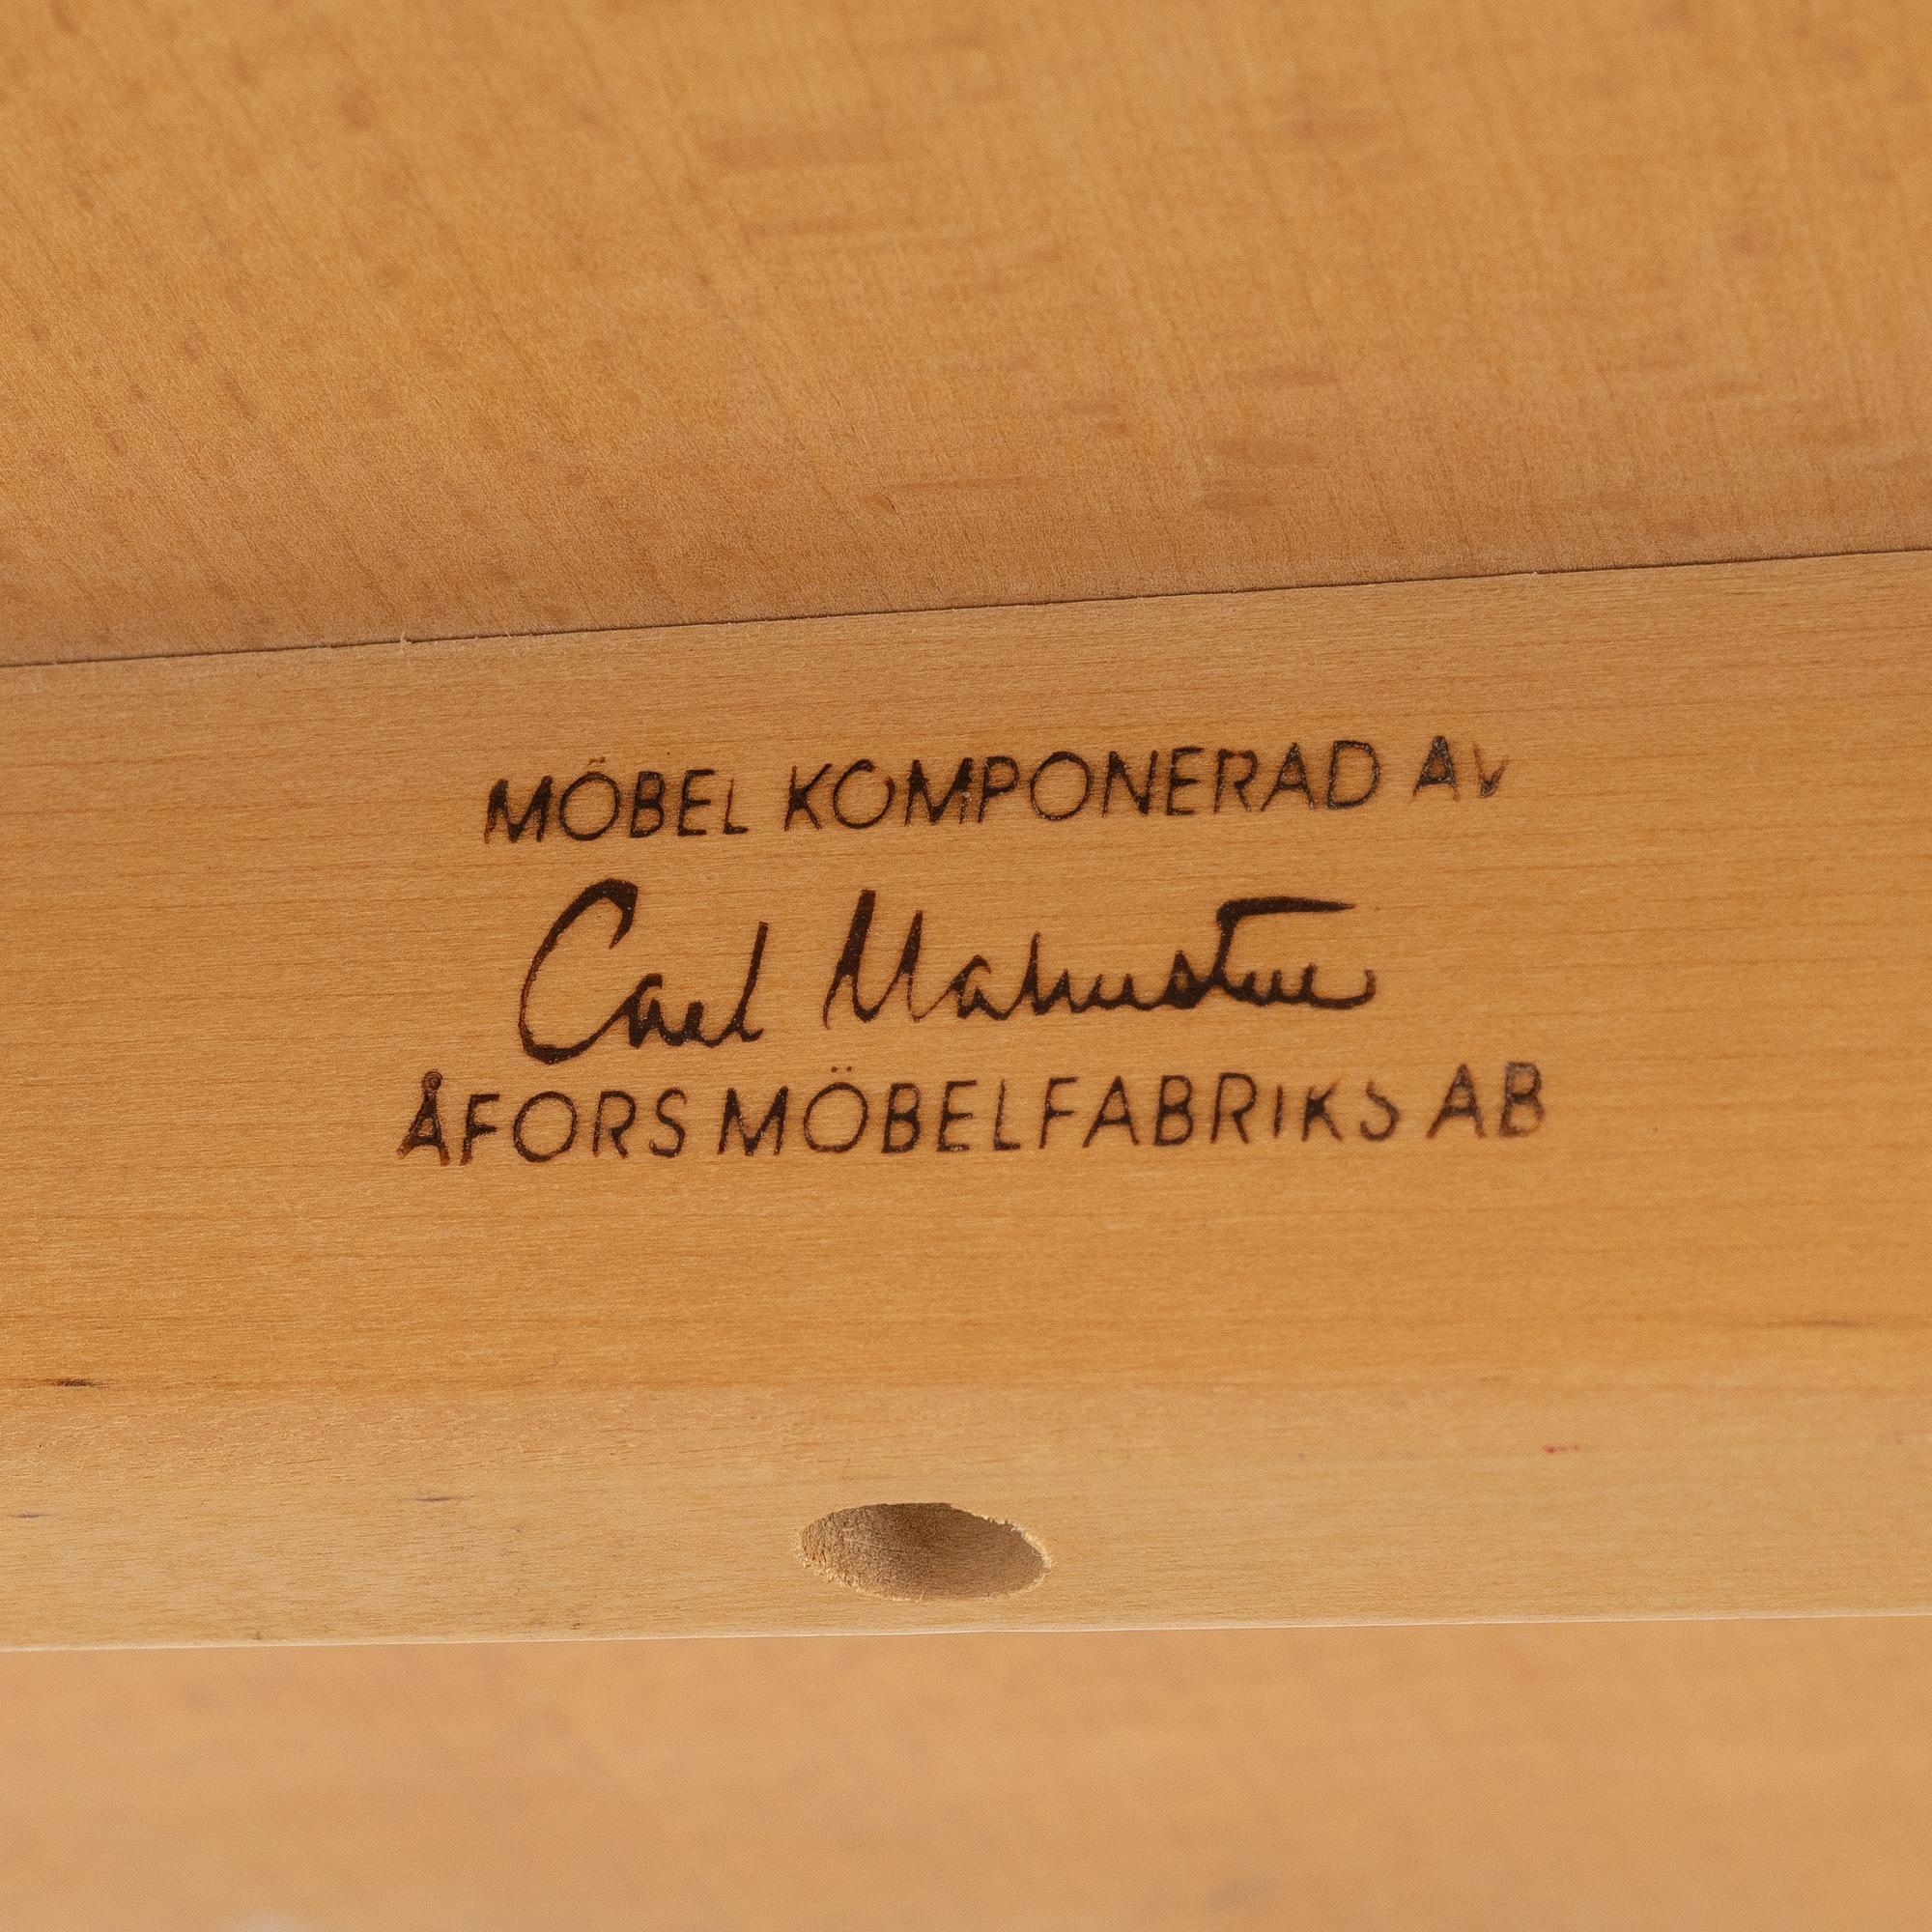 MÖBEL KOMPONERAD AV
Carl Malmsten
ÅFORS MÖBELFABRIKS AB